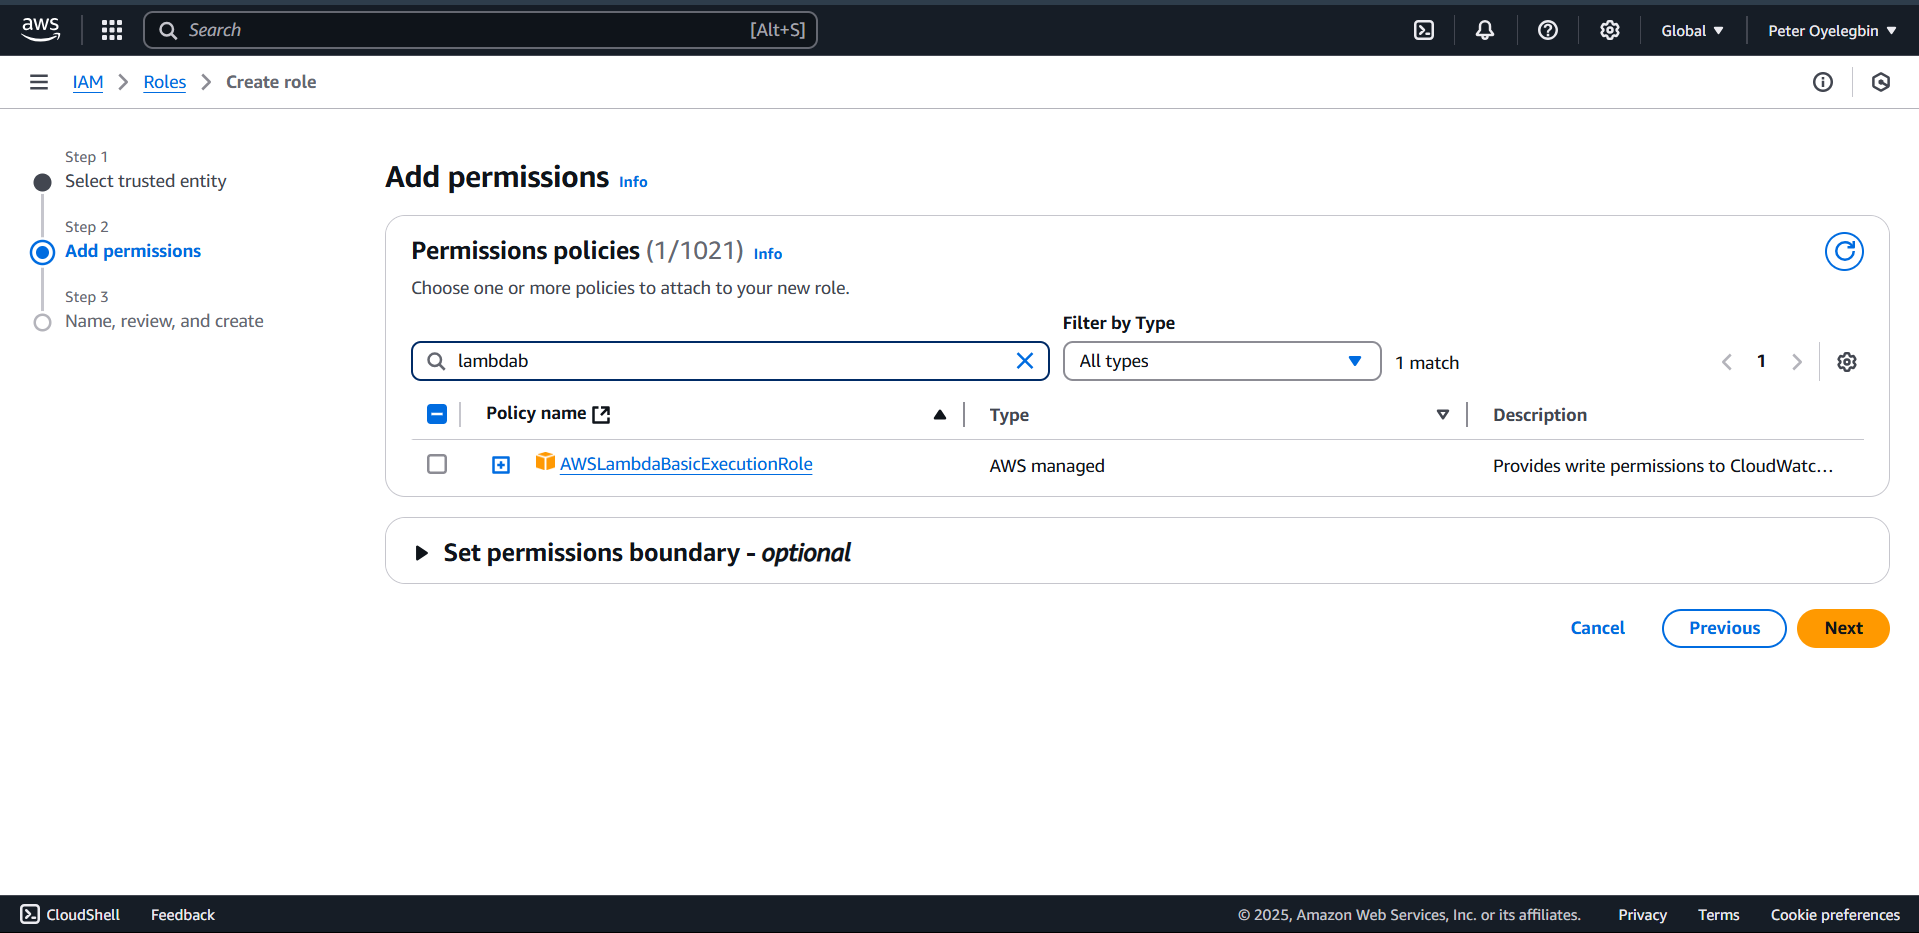 aws
Search [Alt+S] Global Peter Oyelegbin
IAM Roles Create role
Step 1
Select trusted entity
Step 2
Add permissions
Step 3
Name, review, and create
Add permissions Info
Permissions policies (1/1021) Info
Choose one or more policies to attach to your new role.
Filter by Type
lambdab All types 1 match 1
Policy name Type Description
AWSLambdaBasicExecutionRole AWS managed Provides write permissions to CloudWatc...
Set permissions boundary - optional
Cancel Previous Next
CloudShell Feedback © 2025, Amazon Web Services, Inc. or its affiliates. Privacy Terms Cookie preferences